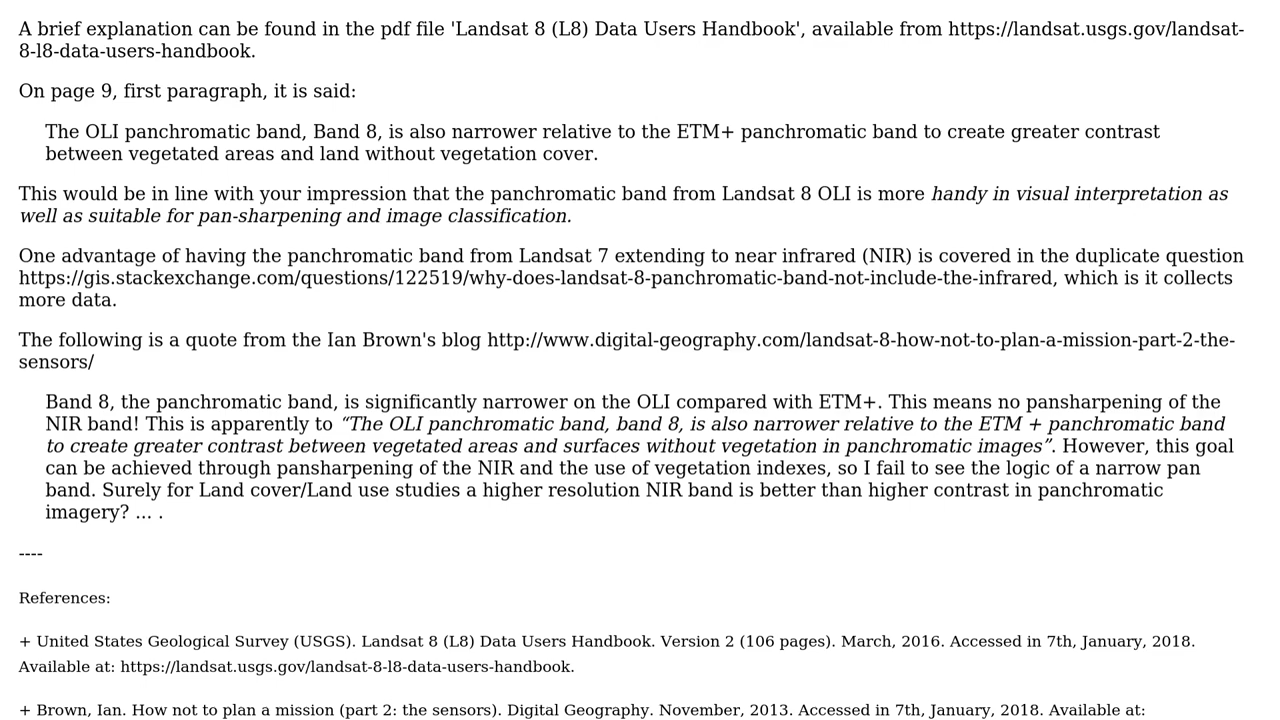 A brief explanation can be found in the pdf file 'Landsat 8 (L8) Data Users Handbook', available from https://landsat.usgs.gov/landsat-
8-l8-data-users-handbook.
On page 9, first paragraph, it is said:
The OLI panchromatic band, Band 8, is also narrower relative to the ETM+ panchromatic band to create greater contrast
between vegetated areas and land without vegetation cover.
This would be in line with your impression that the panchromatic band from Landsat 8 OLI is more handy in visual interpretation as
well as suitable for pan-sharpening and image classification.
One advantage of having the panchromatic band from Landsat 7 extending to near infrared (NIR) is covered in the duplicate question
https://gis.stackexchange.com/questions/122519/why-does-landsat-8-panchromatic-band-not-include-the-infrared, which is it collects
more data.
The following is a quote from the Ian Brown's blog http://www.digital-geography.com/landsat-8-how-not-to-plan-a-mission-part-2-the-
sensors/
Band 8, the panchromatic band, is significantly narrower on the OLI compared with ETM+. This means no pansharpening of the
NIR band! This is apparently to “The OLI panchromatic band, band 8, is also narrower relative to the ETM + panchromatic band
to create greater contrast between vegetated areas and surfaces without vegetation in panchromatic images”. However, this goal
can be achieved through pansharpening of the NIR and the use of vegetation indexes, so I fail to see the logic of a narrow pan
band. Surely for Land cover/Land use studies a higher resolution NIR band is better than higher contrast in panchromatic
imagery? ... .
----
References:
+ United States Geological Survey (USGS). Landsat 8 (L8) Data Users Handbook. Version 2 (106 pages). March, 2016. Accessed in 7th, January, 2018.
Available at: https://landsat.usgs.gov/landsat-8-l8-data-users-handbook.
+ Brown, Ian. How not to plan a mission (part 2: the sensors). Digital Geography. November, 2013. Accessed in 7th, January, 2018. Available at: